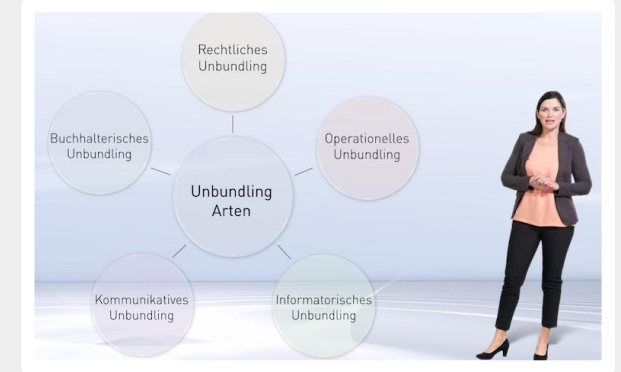 Rechtliches
Unbundling
Buchhalterisches
Unbundling
Operationelles
Unbundling
Unbundling
Arten
Kommunikatives
Unbundling
Informatorisches
Unbundling